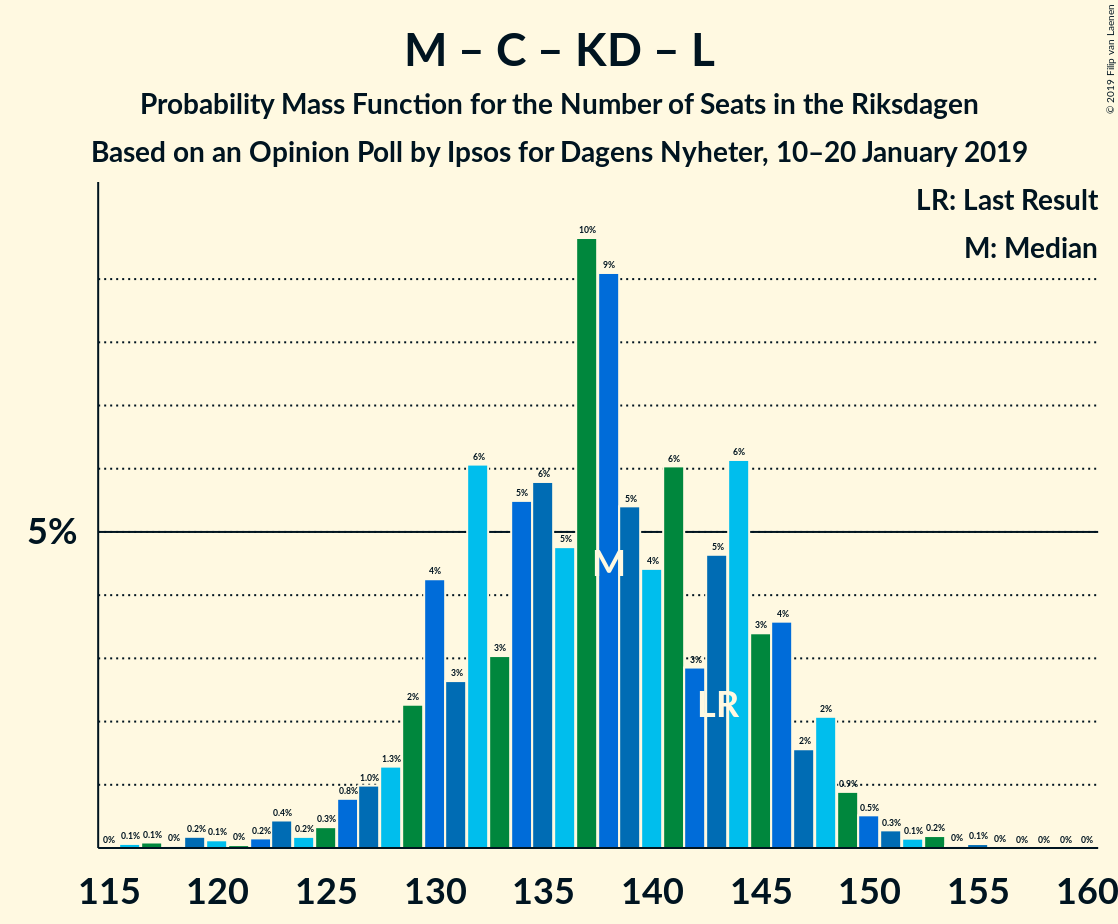 © 2019 Filip van Laenen
M – C – KD – L
Probability Mass Function for the Number of Seats in the Riksdagen
Based on an Opinion Poll by Ipsos for Dagens Nyheter, 10–20 January 2019
LR: Last Result
M: Median
5%
0% 0.1% 0.1% 0% 0.2% 0.1% 0% 0.2% 0.4% 0.2% 0.3% 0.8% 1.0% 1.3% 2% 4% 3% 6% 3% 5% 6% 5% 10% 9% 5% 4% 6% 3% 5% 6% 3% 4% 2% 2% 0.9% 0.5% 0.3% 0.1% 0.2% 0% 0.1% 0% 0% 0% 0% 0%
M
LR
115 120 125 130 135 140 145 150 155 160